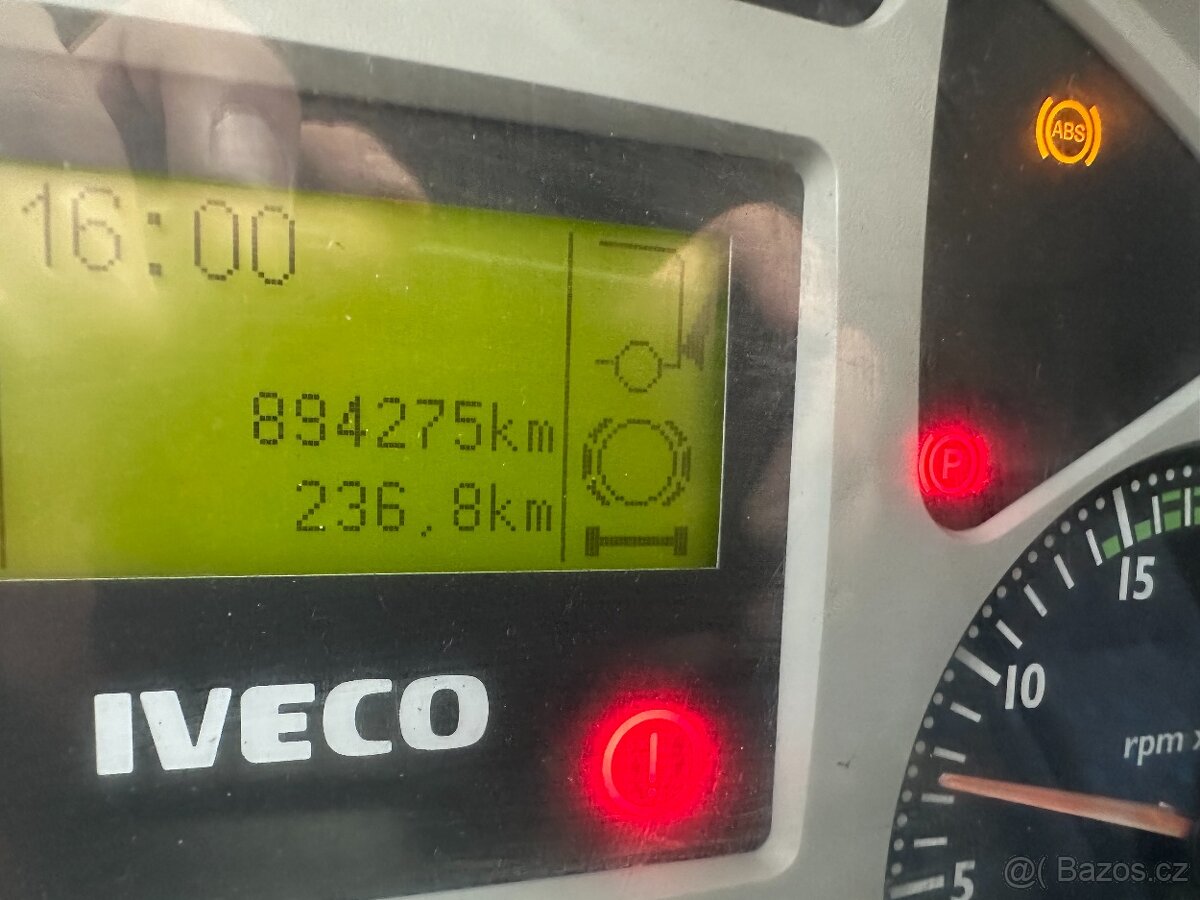 16:00
ABS
894275km
236,8km
P
15
IVECO
10
rpm x
5
@( Bazos.cz